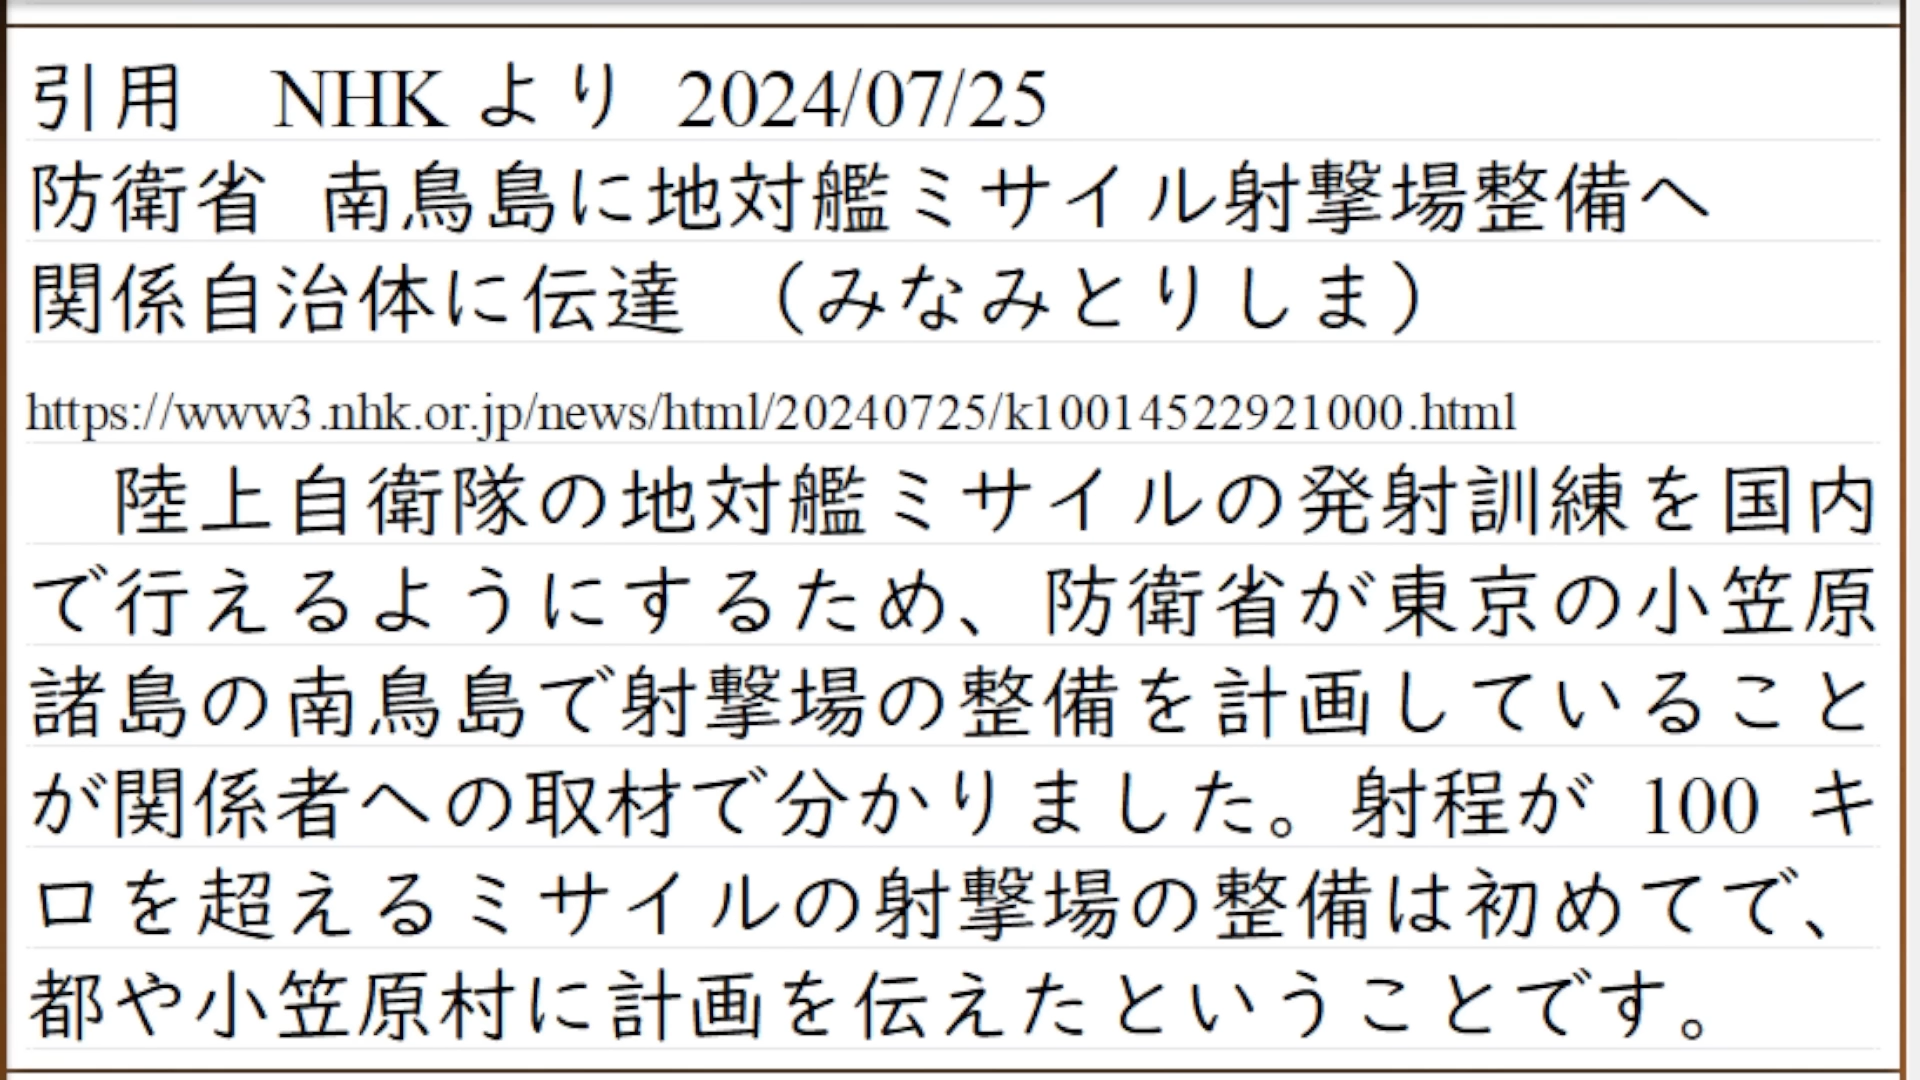 引用　NHK より 2024/07/25
防衛省 南鳥島に地対艦ミサイル射撃場整備へ
関係自治体に伝達 （みなみとりしま）
https://www3.nhk.or.jp/news/html/20240725/k10014522921000.html
　陸上自衛隊の地対艦ミサイルの発射訓練を国内
で行えるようにするため、防衛省が東京の小笠原
諸島の南鳥島で射撃場の整備を計画していること
が関係者への取材で分かりました。射程が 100 キ
ロを超えるミサイルの射撃場の整備は初めてで、
都や小笠原村に計画を伝えたということです。